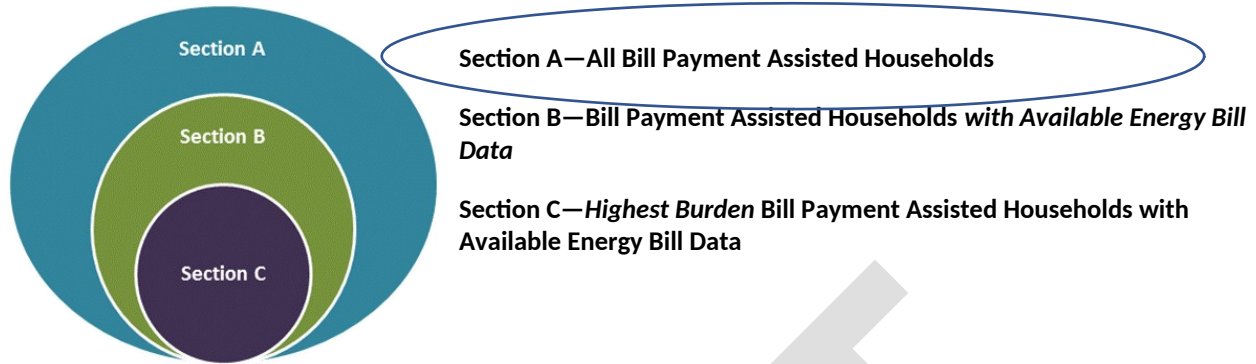 Section A
Section B
Section C
Section A—All Bill Payment Assisted Households
Section B—Bill Payment Assisted Households with Available Energy Bill
Data
Section C—Highest Burden Bill Payment Assisted Households with
Available Energy Bill Data